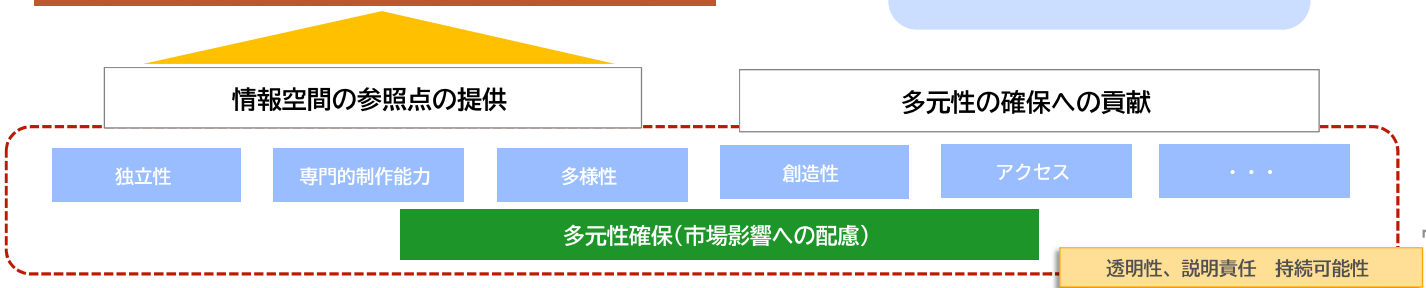 情報空間の参照点の提供
多元性の確保への貢献
独立性
専門的制作能力
多様性
創造性
アクセス
・・・
多元性確保(市場影響への配慮)
透明性、説明責任　持続可能性